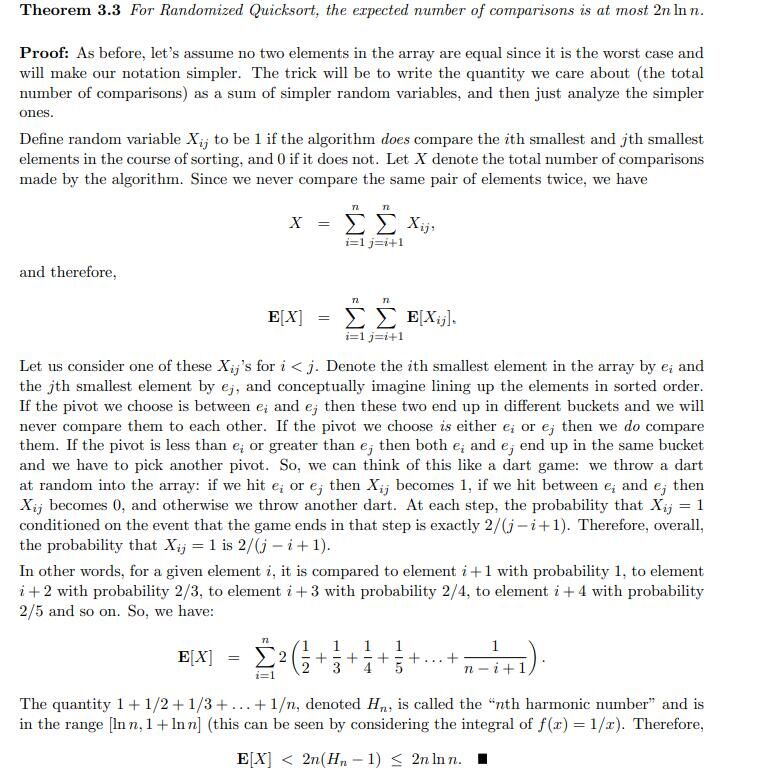 Theorem 3.3 For Randomized Quicksort, the expected number of comparisons is at most 2n ln n.
Proof: As before, let's assume no two elements in the array are equal since it is the worst case and
will make our notation simpler. The trick will be to write the quantity we care about (the total
number of comparisons) as a sum of simpler random variables, and then just analyze the simpler
ones.
Define random variable X_{ij} to be 1 if the algorithm does compare the ith smallest and jth smallest
elements in the course of sorting, and 0 if it does not. Let X denote the total number of comparisons
made by the algorithm. Since we never compare the same pair of elements twice, we have
X = \sum_{i=1}^{n} \sum_{j=i+1}^{n} X_{ij},
and therefore,
E[X] = \sum_{i=1}^{n} \sum_{j=i+1}^{n} E[X_{ij}].
Let us consider one of these X_{ij}'s for i < j. Denote the ith smallest element in the array by e_i and
the jth smallest element by e_j, and conceptually imagine lining up the elements in sorted order.
If the pivot we choose is between e_i and e_j then these two end up in different buckets and we will
never compare them to each other. If the pivot we choose is either e_i or e_j then we do compare
them. If the pivot is less than e_i or greater than e_j then both e_i and e_j end up in the same bucket
and we have to pick another pivot. So, we can think of this like a dart game: we throw a dart
at random into the array: if we hit e_i or e_j then X_{ij} becomes 1, if we hit between e_i and e_j then
X_{ij} becomes 0, and otherwise we throw another dart. At each step, the probability that X_{ij} = 1
conditioned on the event that the game ends in that step is exactly 2/(j − i + 1). Therefore, overall,
the probability that X_{ij} = 1 is 2/(j − i + 1).
In other words, for a given element i, it is compared to element i + 1 with probability 1, to element
i + 2 with probability 2/3, to element i + 3 with probability 2/4, to element i + 4 with probability
2/5 and so on. So, we have:
E[X] = \sum_{i=1}^{n} 2 \left( \frac{1}{2} + \frac{1}{3} + \frac{1}{4} + \frac{1}{5} + \ldots + \frac{1}{n-i+1} \right).
The quantity 1 + 1/2 + 1/3 + ... + 1/n, denoted H_n, is called the "nth harmonic number" and is
in the range [ln n, 1 + ln n] (this can be seen by considering the integral of f(x) = 1/x). Therefore,
E[X] < 2n(H_n − 1) ≤ 2n ln n. ■